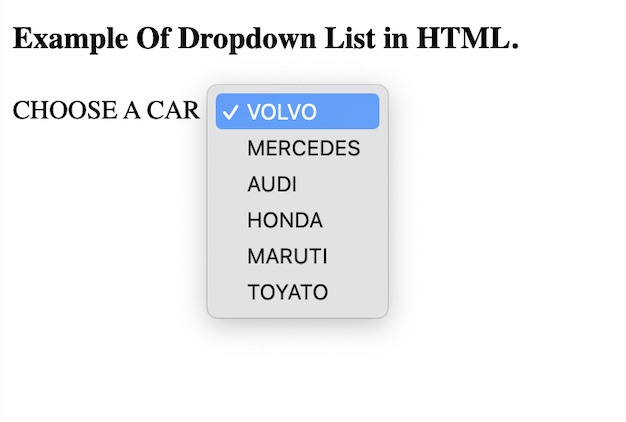 Example Of Dropdown List in HTML.
CHOOSE A CAR
✓ VOLVO
MERCEDES
AUDI
HONDA
MARUTI
TOYATO